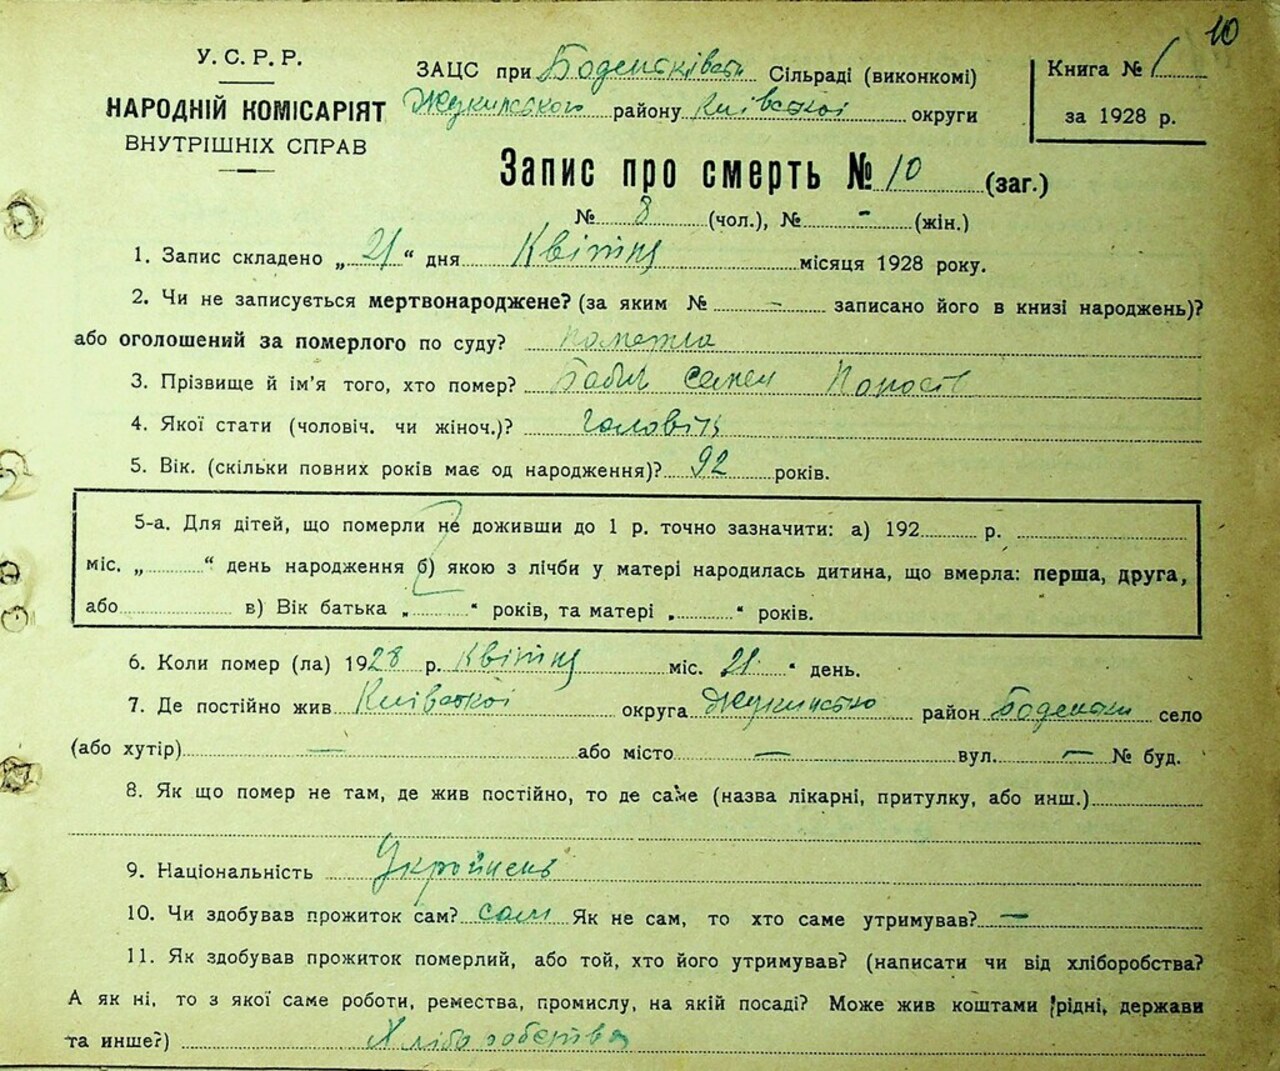 10
У. С. Р. Р.
НАРОДНІЙ КОМІСАРІЯТ
ВНУТРІШНІХ СПРАВ
ЗАЦС при Сільраді (виконкомі)
району Київської округи
Книга № 1
за 1928 р.
Запис про смерть № 10 (заг.)
№ 8 (чол.), № - (жін.)
1. Запис складено „ 21 “ дня Квітня місяця 1928 року.
2. Чи не записується мертвонароджене? (за яким № — записано його в книзі народжень)?
або оголошений за померлого по суду?
3. Прізвище й ім’я того, хто помер? Семен
4. Якої стати (чоловіч. чи жіноч.)? Чоловік
5. Вік. (скільки повних років має од народження)? 92 років.
5-а. Для дітей, що померли не доживши до 1 р. точно зазначити: а) 192 р.
міс. „ “ день народження б) якою з лічби у матері народилась дитина, що вмерла: перша, друга,
або в) Вік батька „ “ років, та матері „ “ років.
6. Коли помер (ла) 1928 р. Квітня міс. 21 “ день.
7. Де постійно жив Київської округа район село
(або хутір) — або місто — вул. — № буд.
8. Як що помер не там, де жив постійно, то де саме (назва лікарні, притулку, або инш.)
9. Національність Украйнець
10. Чи здобував прожиток сам? сам Як не сам, то хто саме утримував? —
11. Як здобував прожиток померлий, або той, хто його утримував? (написати чи від хліборобства?
А як ні, то з якої саме роботи, ремества, промислу, на якій посаді? Може жив коштами рідні, держави
та инше?) Хліборобства